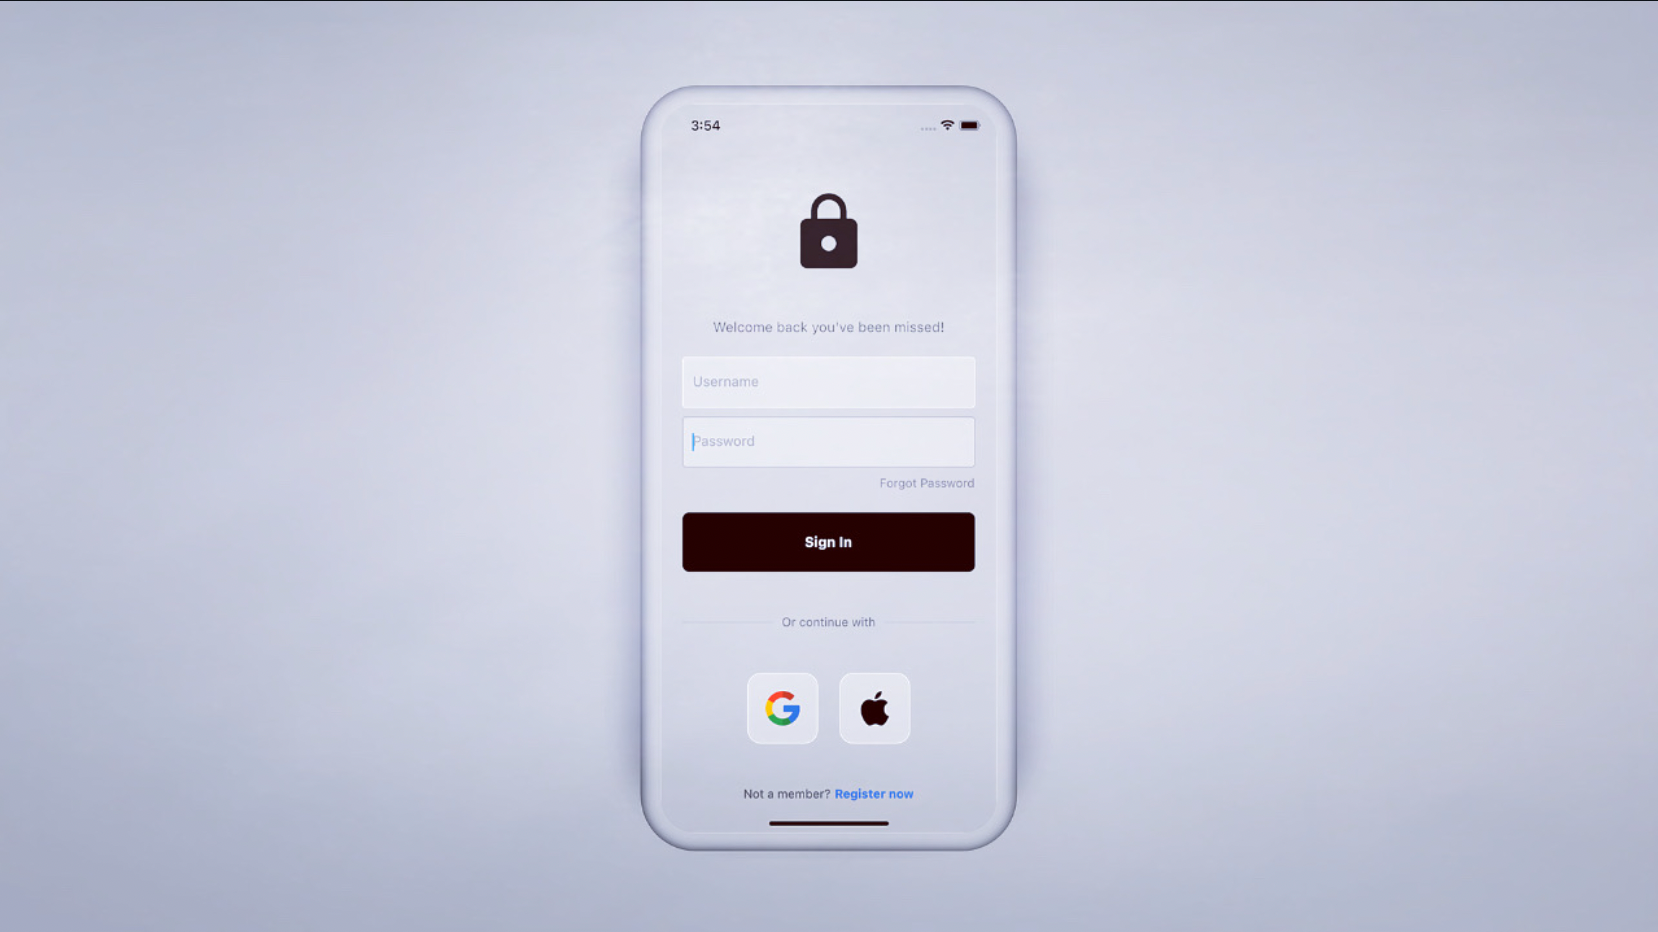 3:54
Welcome back you've been missed!
Username
Password
Forgot Password
Sign In
Or continue with
Not a member? Register now